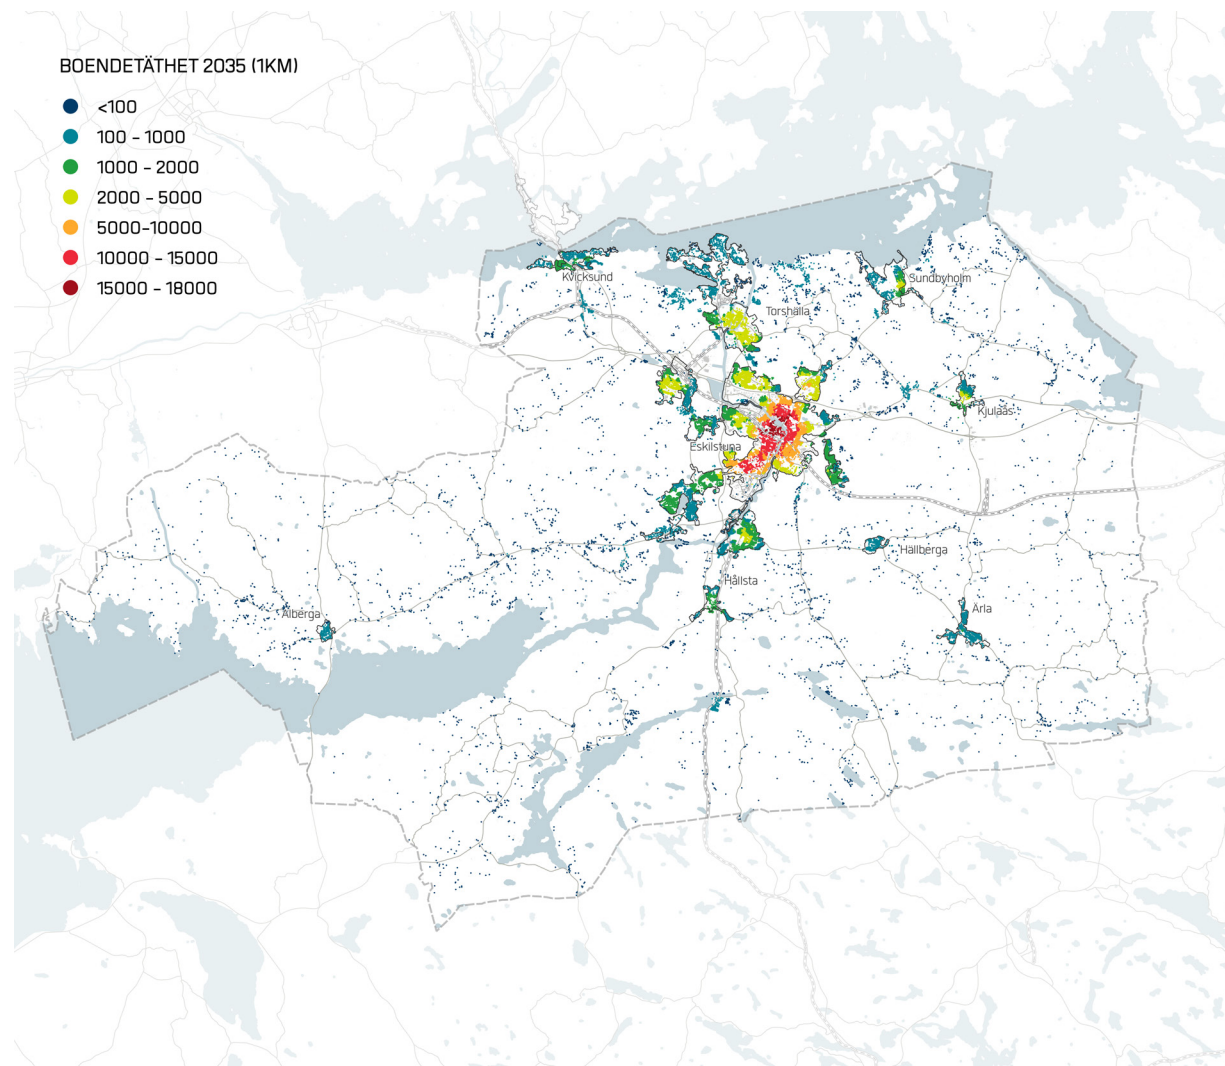 BOENDETÄTHET 2035 (1KM)
<100
100 - 1000
1000 - 2000
2000 - 5000
5000-10000
10000 - 15000
15000 - 18000
Kvicksund
Sundbyholm
Torshälla
Kjulaås
Eskilstuna
Hällberga
Hållsta
Ärla
Alberga